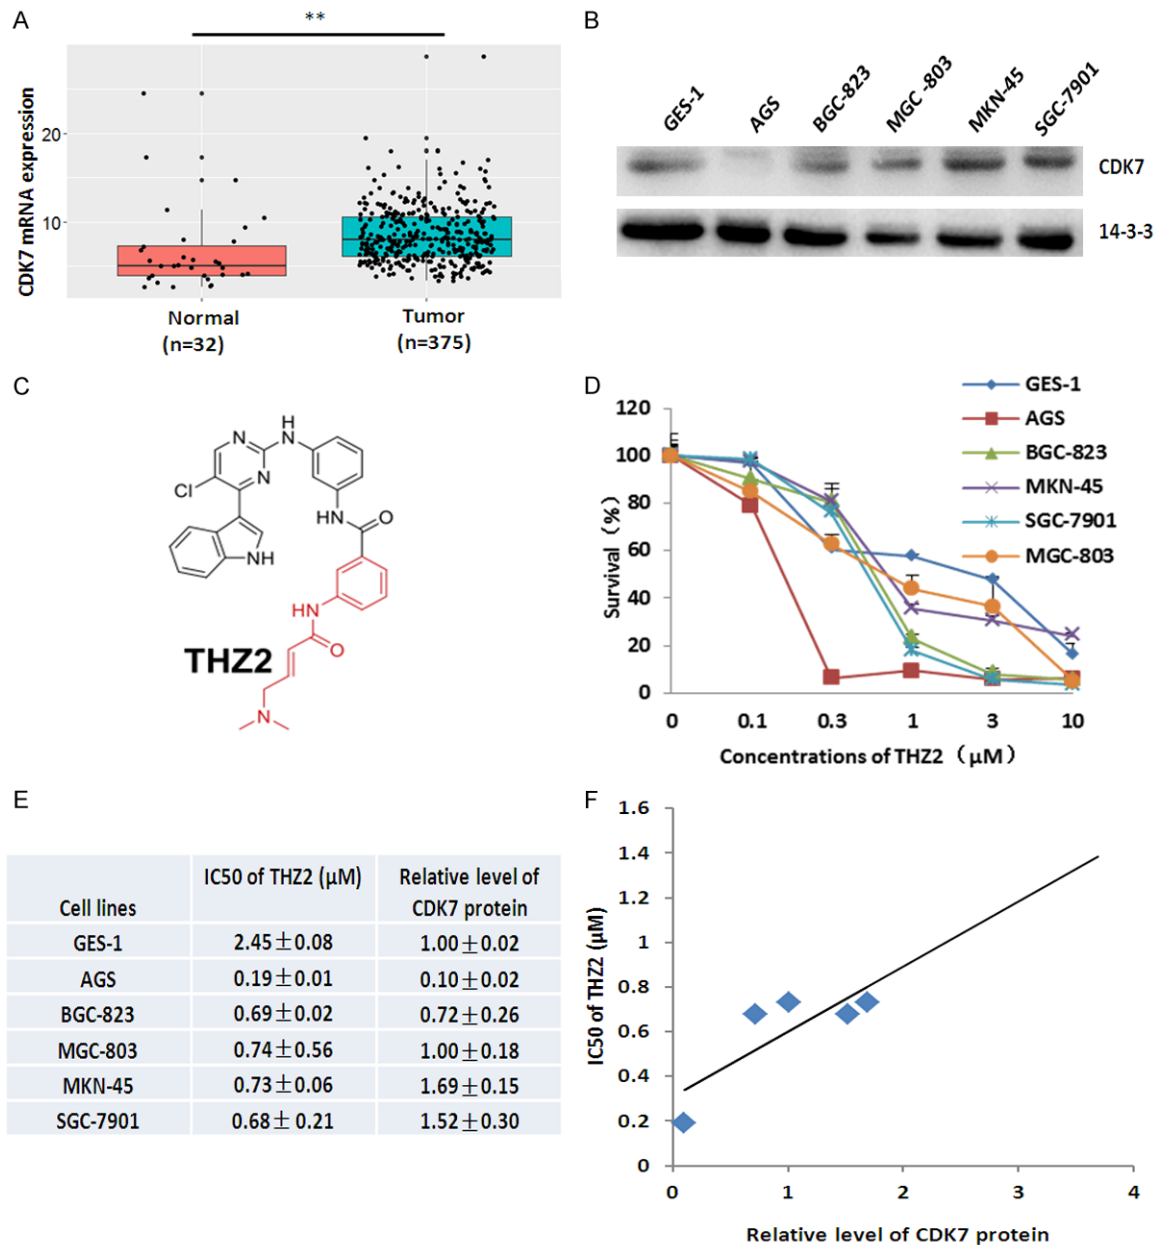 A
**
CDK7 mRNA expression
20
10
Normal
(n=32)
Tumor
(n=375)
B
GES-1
AGS
BGC-823
MGC -803
MKN-45
SGC-7901
CDK7
14-3-3
C
H
N
NH
N
N
Cl
HN
O
NH
HN
O
THZ2
N
D
GES-1
AGS
BGC-823
MKN-45
SGC-7901
MGC-803
Survival (%)
120
100
80
60
40
20
0
0 0.1 0.3 1 3 10
Concentrations of THZ2 (μM)
E
Cell lines IC50 of THZ2 (μM) Relative level of CDK7 protein
GES-1 2.45±0.08 1.00±0.02
AGS 0.19±0.01 0.10±0.02
BGC-823 0.69±0.02 0.72±0.26
MGC-803 0.74±0.56 1.00±0.18
MKN-45 0.73±0.06 1.69±0.15
SGC-7901 0.68±0.21 1.52±0.30
F
IC50 of THZ2 (μM)
1.6
1.4
1.2
1
0.8
0.6
0.4
0.2
0
0 1 2 3 4
Relative level of CDK7 protein